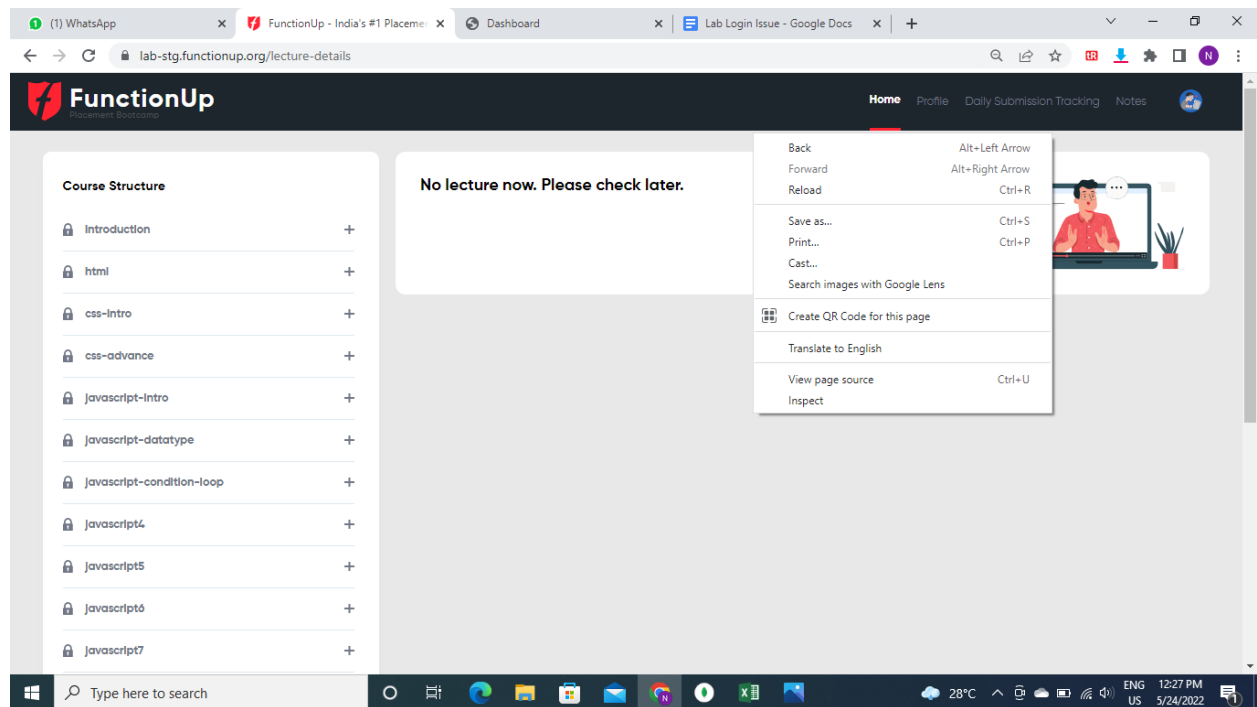 1 (1) WhatsApp FunctionUp - India's #1 Placemer Dashboard Lab Login Issue - Google Docs
lab-stg.functionup.org/lecture-details tR N
FunctionUp
Placement Bootcamp
Home Profile Daily Submission Tracking Notes
Course Structure
Introduction
html
css-intro
css-advance
javascript-intro
javascript-datatype
javascript-condition-loop
javascript4
javascript5
javascript6
javascript7
No lecture now. Please check later.
Back Alt+Left Arrow
Forward Alt+Right Arrow
Reload Ctrl+R
Save as... Ctrl+S
Print... Ctrl+P
Cast...
Search images with Google Lens
Create QR Code for this page
Translate to English
View page source Ctrl+U
Inspect
Type here to search 28°C ENG 12:27 PM
US 5/24/2022 1